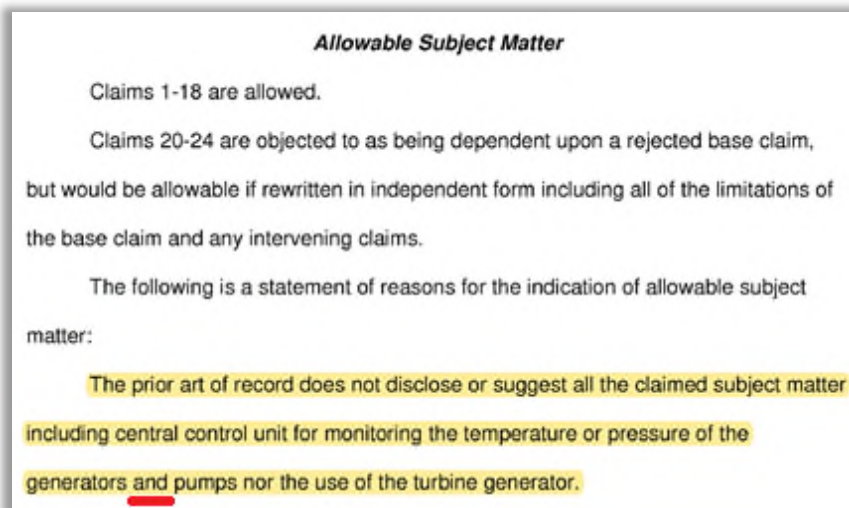 Allowable Subject Matter
Claims 1-18 are allowed.
Claims 20-24 are objected to as being dependent upon a rejected base claim,
but would be allowable if rewritten in independent form including all of the limitations of
the base claim and any intervening claims.
The following is a statement of reasons for the indication of allowable subject
matter:
The prior art of record does not disclose or suggest all the claimed subject matter
including central control unit for monitoring the temperature or pressure of the
generators and pumps nor the use of the turbine generator.